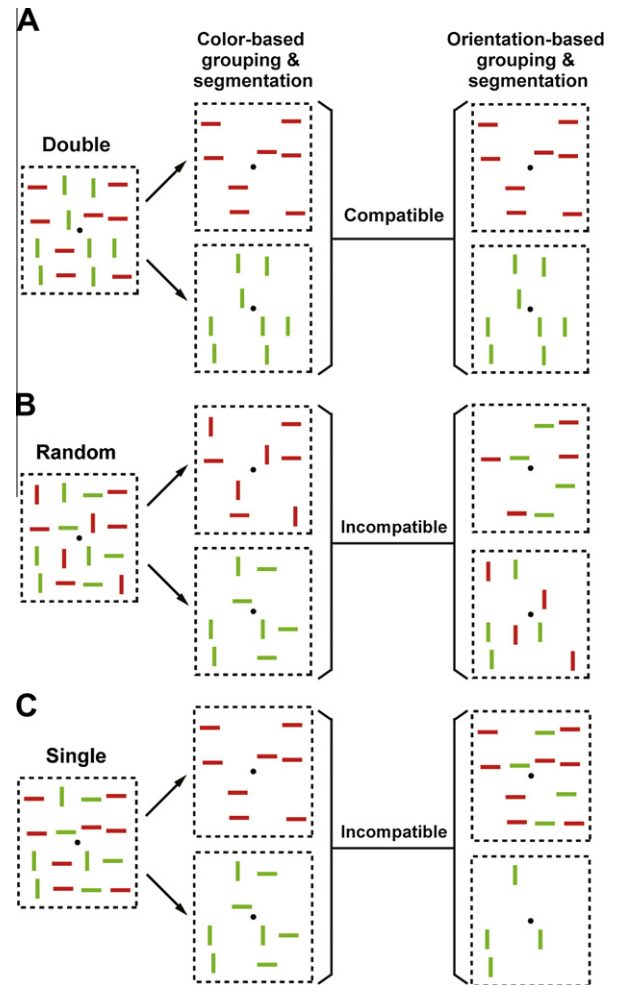 A
Color-based
grouping &
segmentation
Orientation-based
grouping &
segmentation
Double
Compatible
B
Random
Incompatible
C
Single
Incompatible